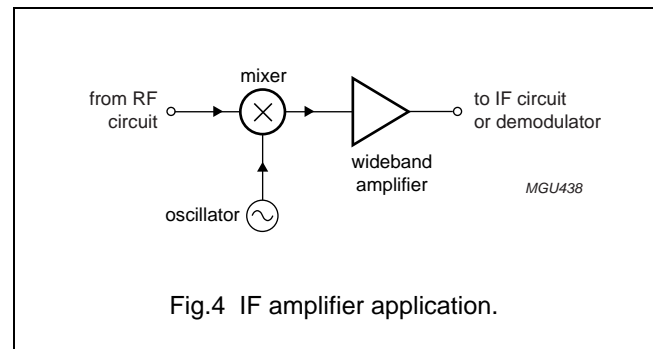 mixer
from RF
circuit
to IF circuit
or demodulator
wideband
amplifier
MGU438
oscillator
Fig.4 IF amplifier application.